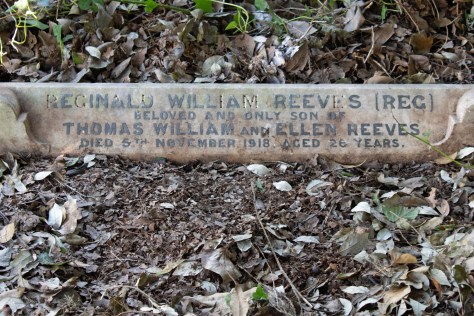 REGINALD WILLIAM REEVES (REG)
BELOVED AND ONLY SON OF
THOMAS WILLIAM AND ELLEN REEVES.
DIED 5TH NOVEMBER 1918. AGED 26 YEARS.